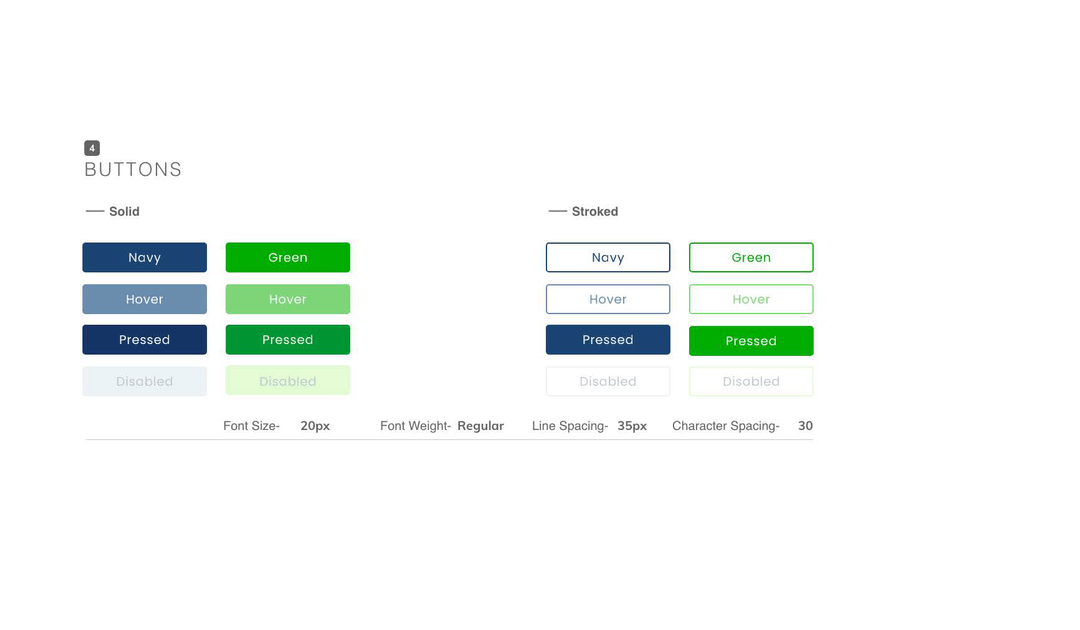 4
BUTTONS
Solid
Stroked
Navy Green Navy Green
Hover Hover Hover Hover
Pressed Pressed Pressed Pressed
Disabled Disabled Disabled Disabled
Font Size- 20px Font Weight- Regular Line Spacing- 35px Character Spacing- 30